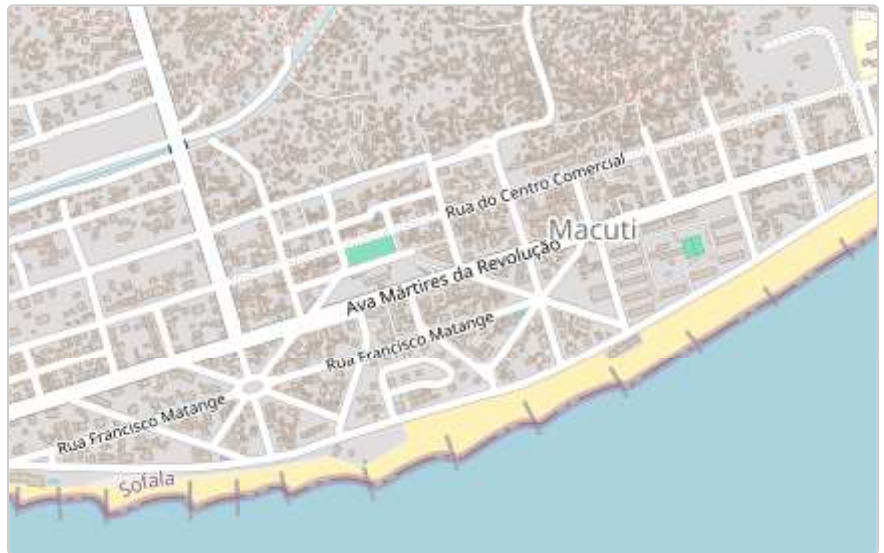 Rua do Centro Comercial
Macuti
Ava Mártires da Revolução
Rua Francisco Matange
Rua Francisco Matange
Sofala